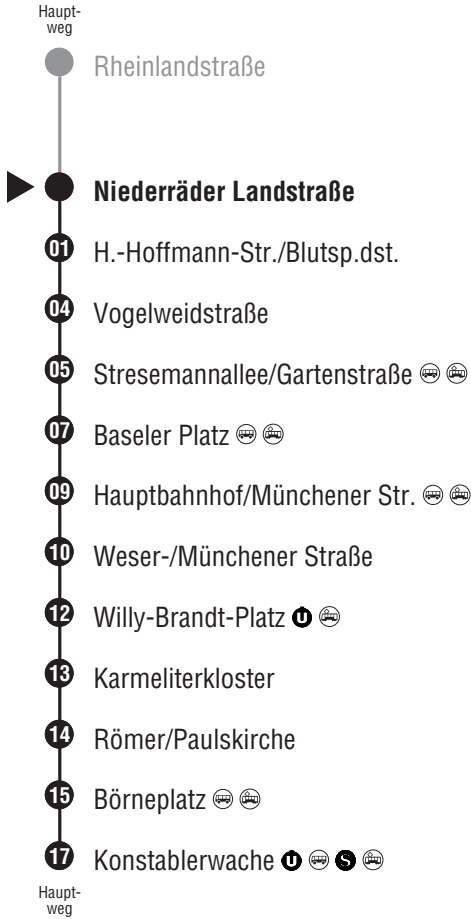 Haupt-
weg
Rheinlandstraße
Niederräder Landstraße
01 H.-Hoffmann-Str./Blutsp.dst.
04 Vogelweidstraße
05 Stresemannallee/Gartenstraße
07 Baseler Platz
09 Hauptbahnhof/Münchener Str.
10 Weser-/Münchener Straße
12 Willy-Brandt-Platz U
13 Karmeliterkloster
14 Römer/Paulskirche
15 Börneplatz
17 Konstablerwache U S
Haupt-
weg